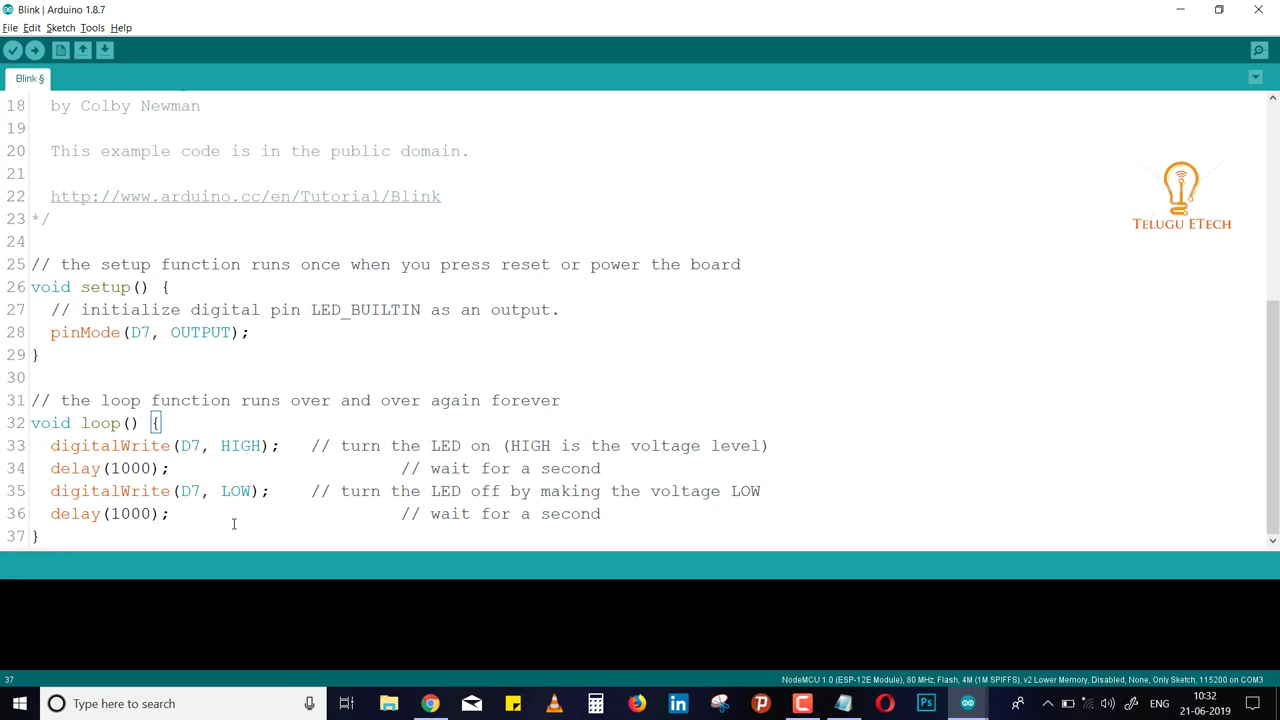 Blink | Arduino 1.8.7
File Edit Sketch Tools Help
Blink §
18 by Colby Newman
19
20 This example code is in the public domain.
21
22 http://www.arduino.cc/en/Tutorial/Blink
23 */
24
25 // the setup function runs once when you press reset or power the board
26 void setup() {
27 // initialize digital pin LED_BUILTIN as an output.
28 pinMode(D7, OUTPUT);
29 }
30
31 // the loop function runs over and over again forever
32 void loop() {
33 digitalWrite(D7, HIGH); // turn the LED on (HIGH is the voltage level)
34 delay(1000); // wait for a second
35 digitalWrite(D7, LOW); // turn the LED off by making the voltage LOW
36 delay(1000); // wait for a second
37 }
TELUGU ETECH
37
NodeMCU 1.0 (ESP-12E Module), 80 MHz, Flash, 4M (1M SPIFFS), v2 Lower Memory, Disabled, None, Only Sketch, 115200 on COM3
Type here to search
Ps
ENG
10:32
21-06-2019